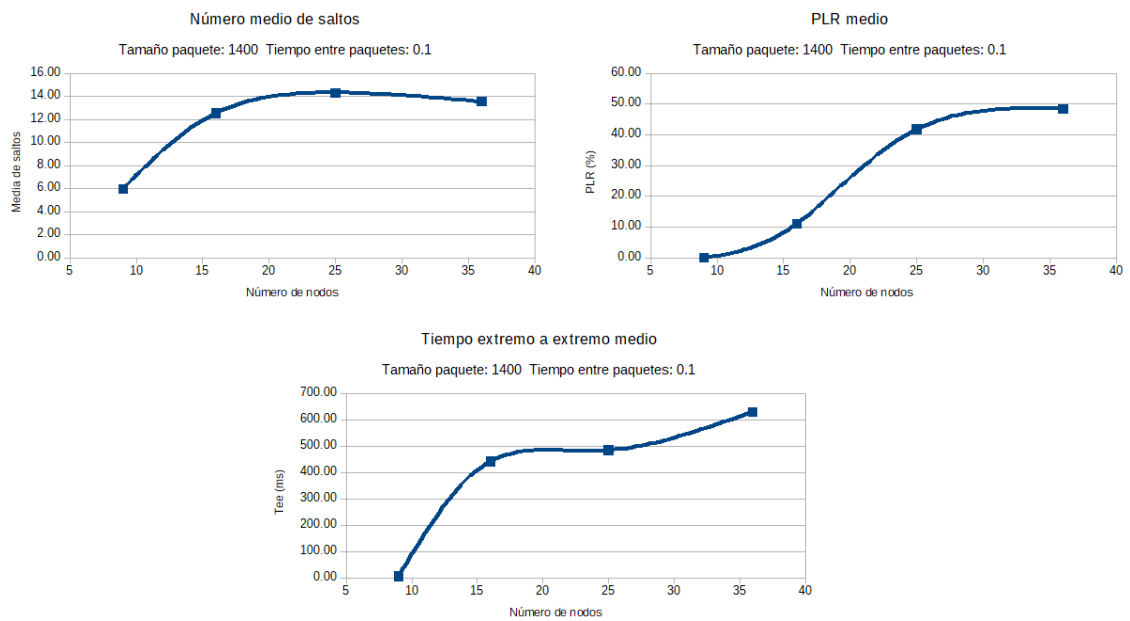 Número medio de saltos
Tamaño paquete: 1400 Tiempo entre paquetes: 0.1
16.00
14.00
12.00
10.00
8.00
6.00
4.00
2.00
0.00
Media de saltos
5 10 15 20 25 30 35 40
Número de nodos
PLR medio
Tamaño paquete: 1400 Tiempo entre paquetes: 0.1
60.00
50.00
40.00
30.00
20.00
10.00
0.00
PLR (%)
5 10 15 20 25 30 35 40
Número de nodos
Tiempo extremo a extremo medio
Tamaño paquete: 1400 Tiempo entre paquetes: 0.1
700.00
600.00
500.00
400.00
300.00
200.00
100.00
0.00
Tee (ms)
5 10 15 20 25 30 35 40
Número de nodos